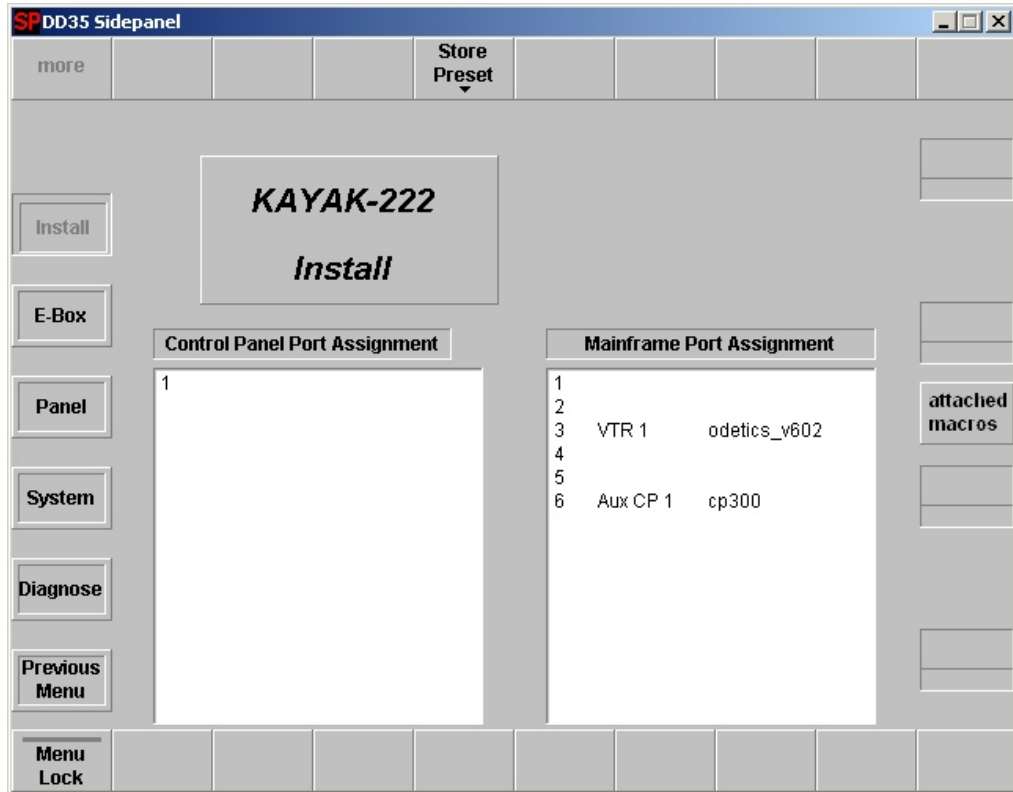 SP DD35 Sidepanel
more
Store
Preset
KAYAK-222
Install
Install
E-Box
Panel
System
Diagnose
Previous
Menu
Menu
Lock
Control Panel Port Assignment
1
Mainframe Port Assignment
1
2
3 VTR 1 odetics_v602
4
5
6 Aux CP 1 cp300
attached
macros